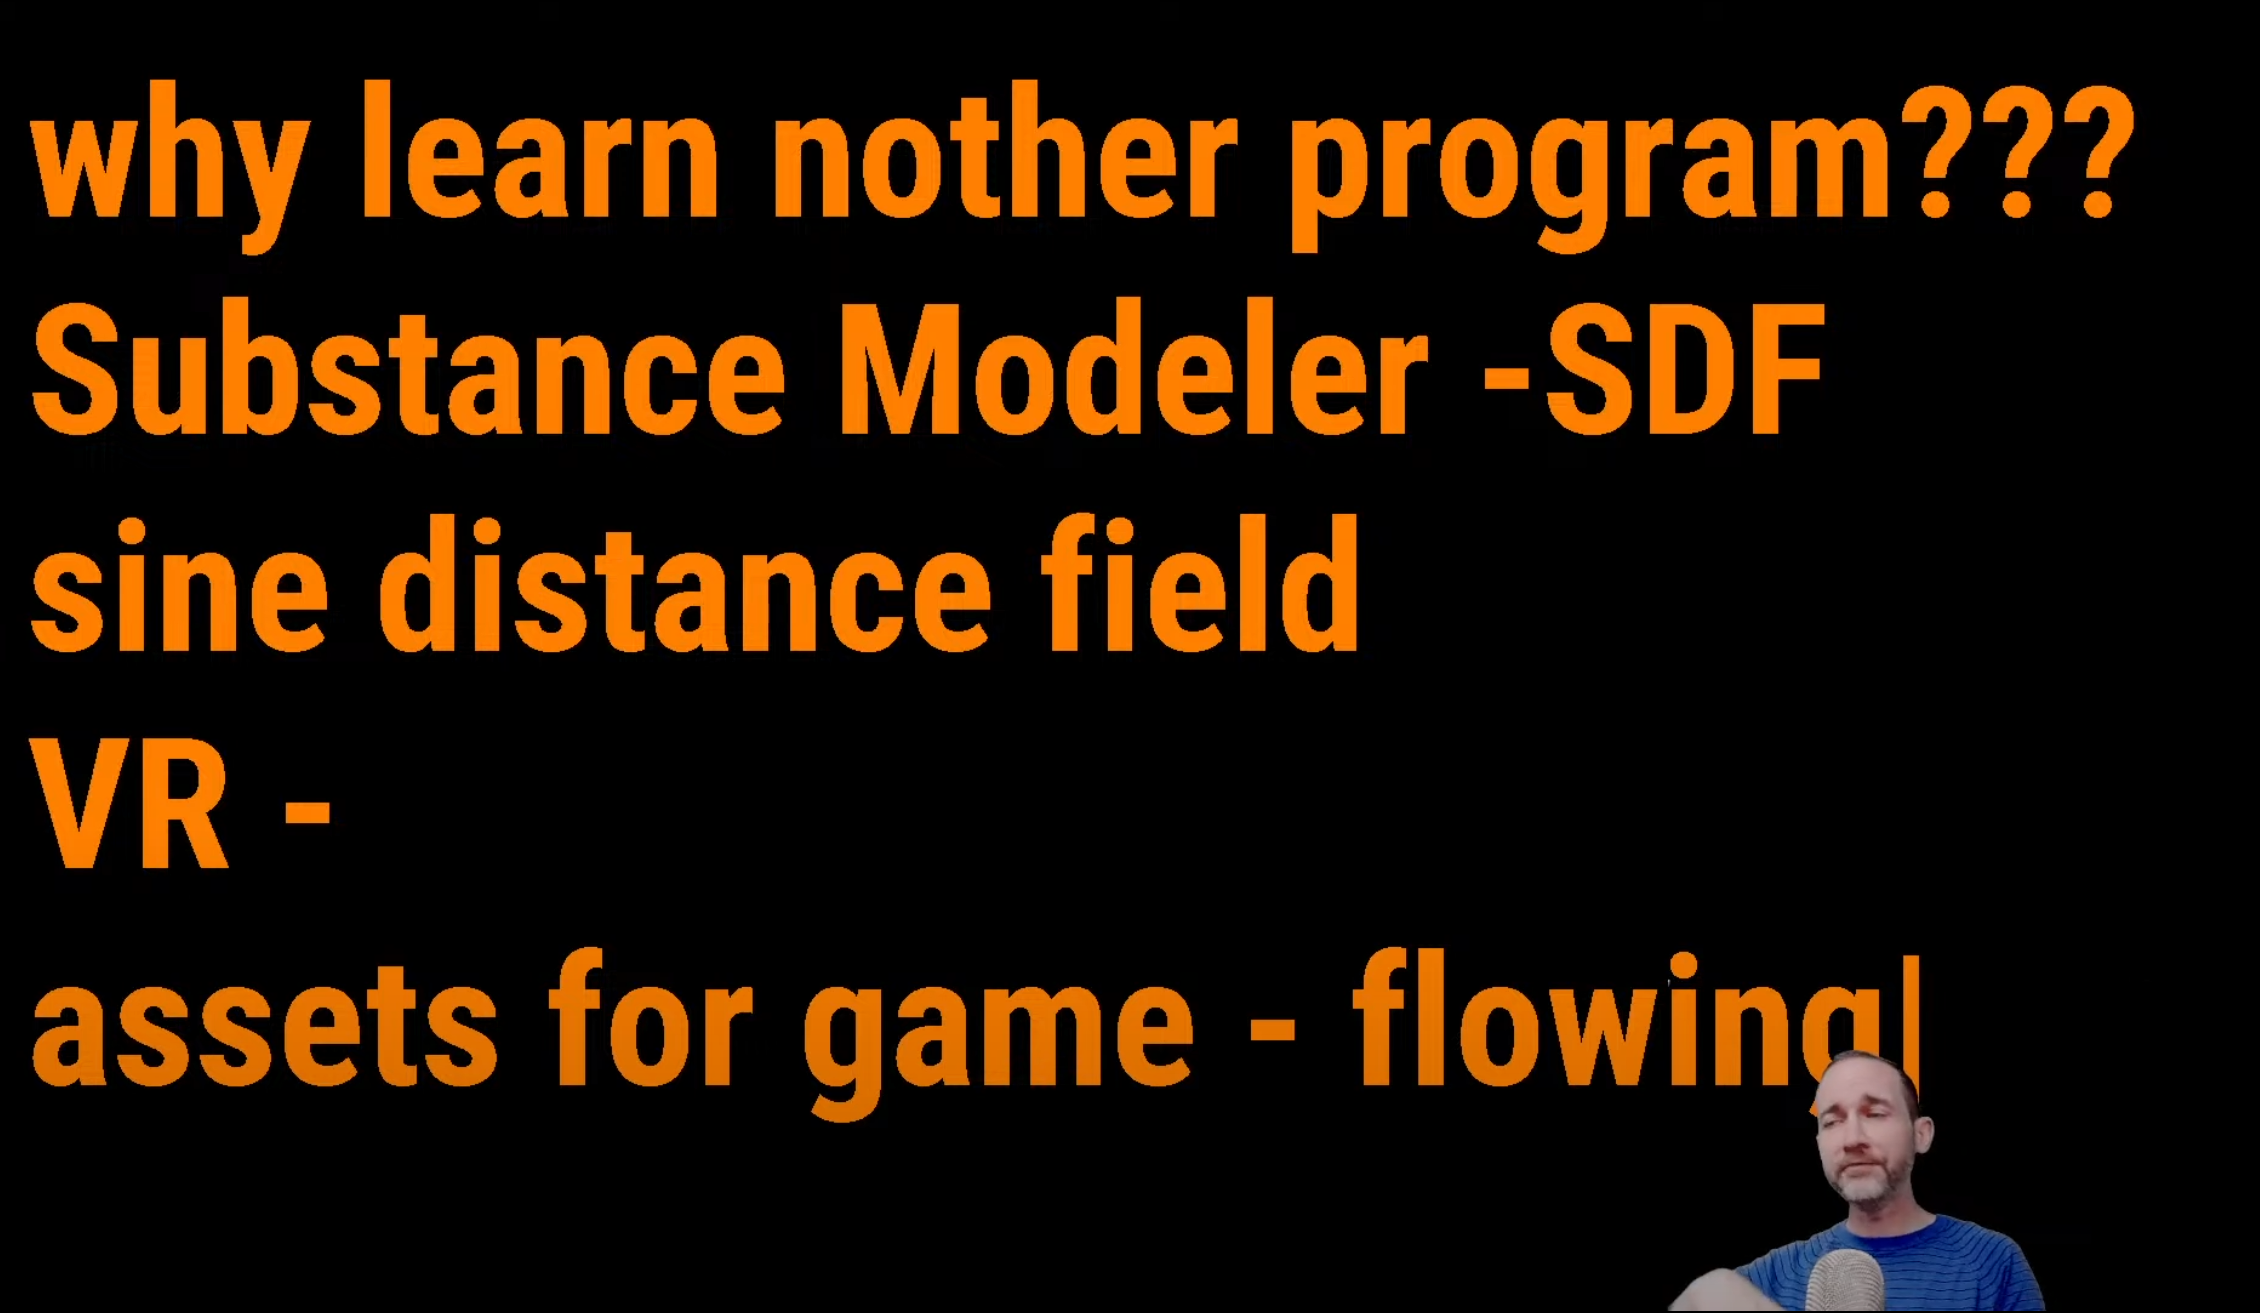 why learn nother program???
Substance Modeler -SDF
sine distance field
VR -
assets for game - flowing